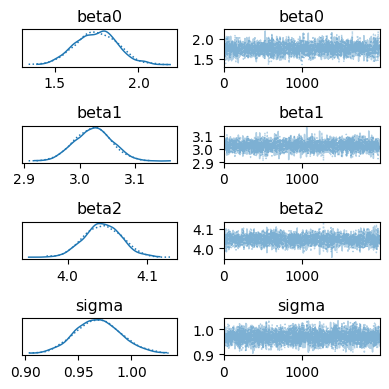 beta0 beta0
2.0
1.5
1.5 2.0 0 1000
beta1 beta1
3.1
3.0
2.9
2.9 3.0 3.1 0 1000
beta2 beta2
4.1
4.0
4.0 4.1 0 1000
sigma sigma
1.0
0.9
0.90 0.95 1.00 0 1000